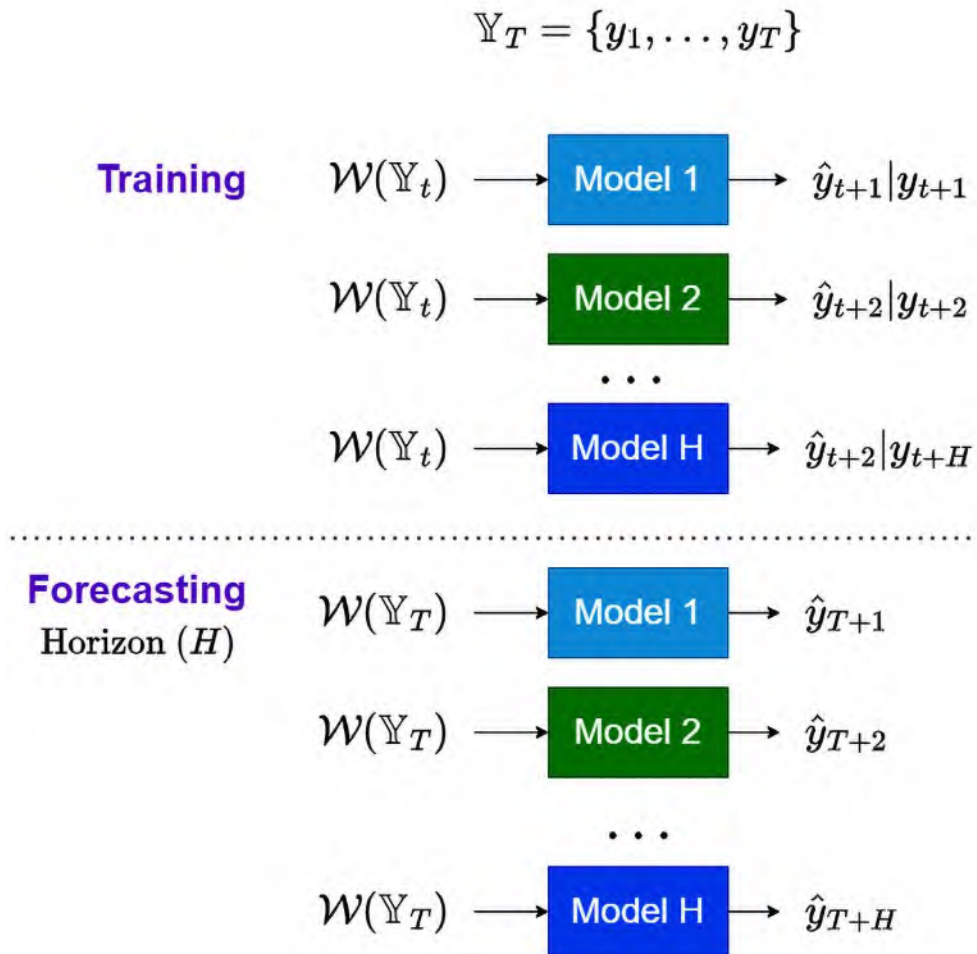 𝕐_T = {y_1, . . . , y_T}
Training
𝒲(𝕐_t) Model 1 ŷ_{t+1}|y_{t+1}
𝒲(𝕐_t) Model 2 ŷ_{t+2}|y_{t+2}
. . .
𝒲(𝕐_t) Model H ŷ_{t+2}|y_{t+H}
Forecasting
Horizon (H)
𝒲(𝕐_T) Model 1 ŷ_{T+1}
𝒲(𝕐_T) Model 2 ŷ_{T+2}
. . .
𝒲(𝕐_T) Model H ŷ_{T+H}